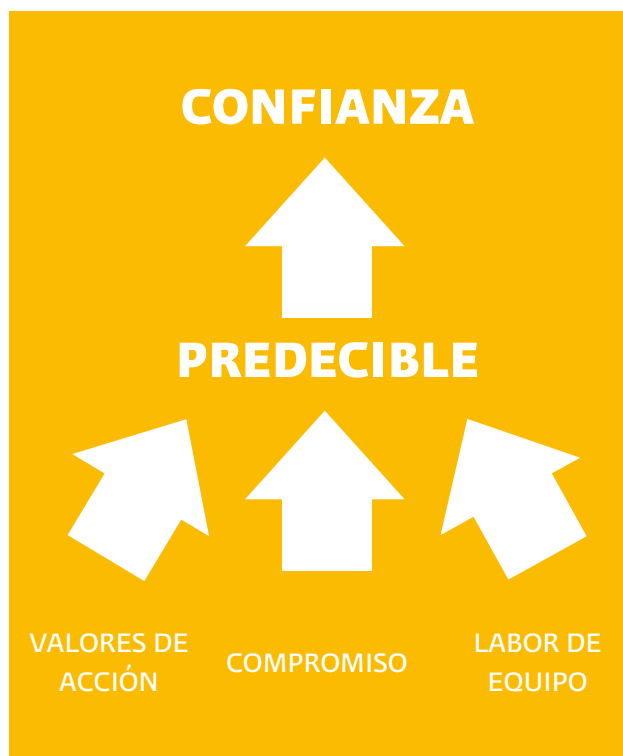 CONFIANZA
PREDECIBLE
VALORES DE
ACCIÓN
COMPROMISO
LABOR DE
EQUIPO